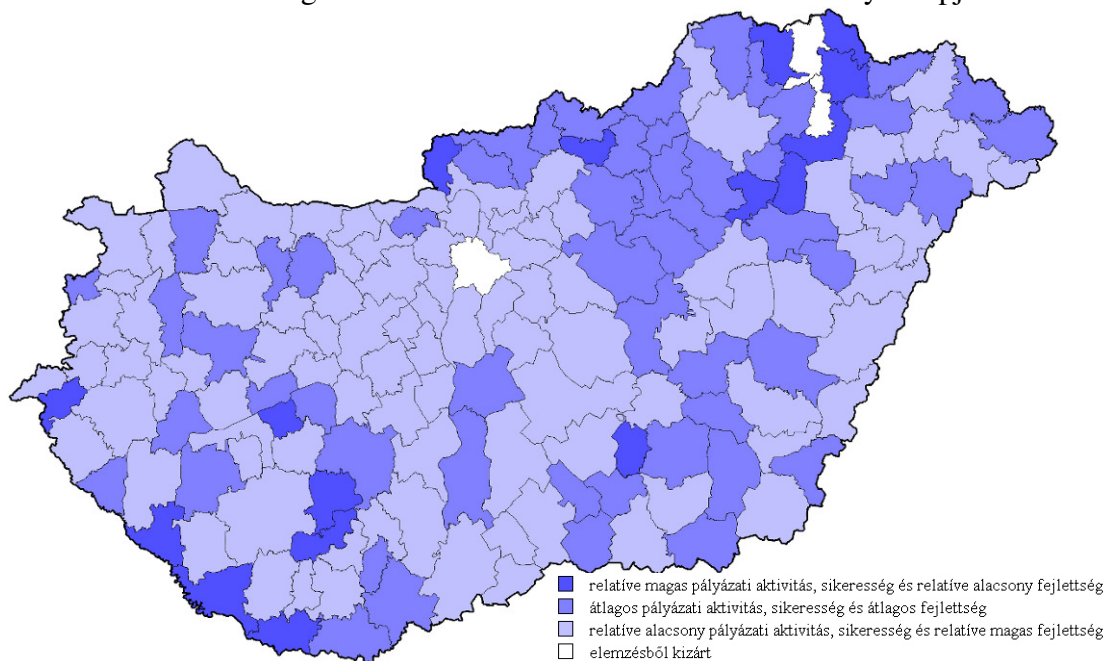 relatíve magas pályázati aktivitás, sikeresség és relatíve alacsony fejlettség
átlagos pályázati aktivitás, sikeresség és átlagos fejlettség
relatíve alacsony pályázati aktivitás, sikeresség és relatíve magas fejlettség
elemzésből kizárt